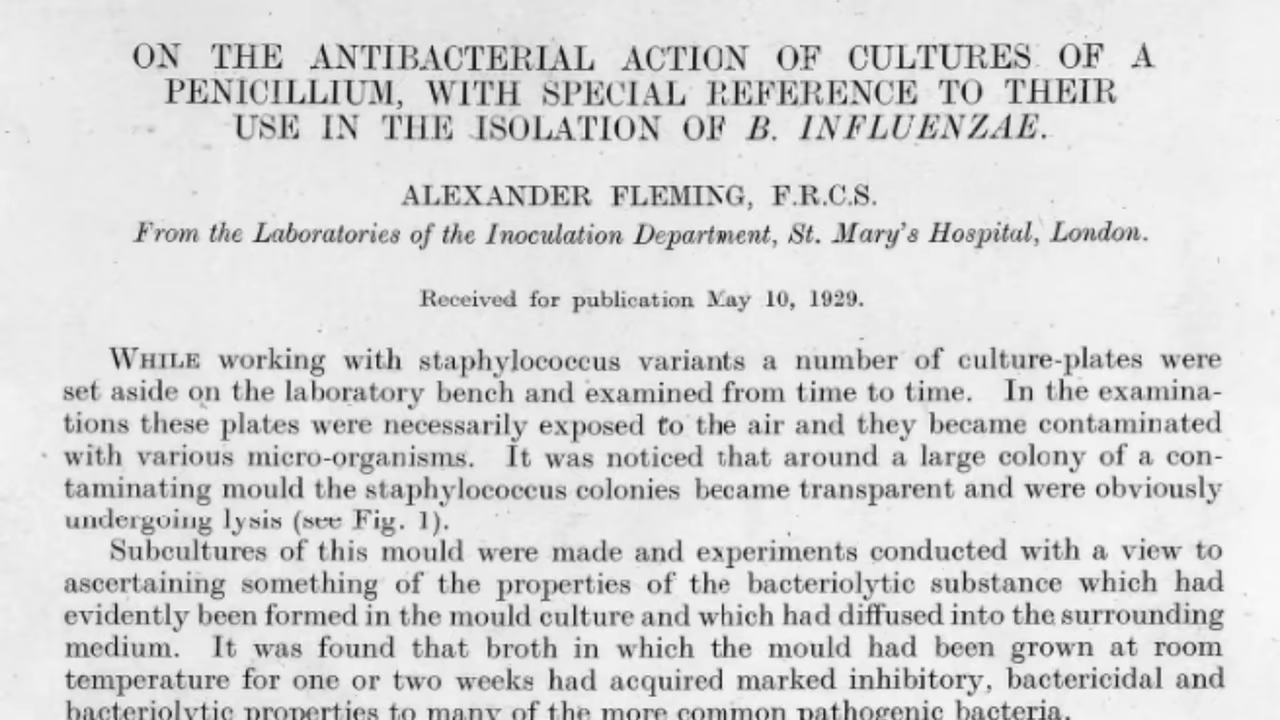 ON THE ANTIBACTERIAL ACTION OF CULTURES OF A
PENICILLIUM, WITH SPECIAL REFERENCE TO THEIR
USE IN THE ISOLATION OF B. INFLUENZAE.
ALEXANDER FLEMING, F.R.C.S.
From the Laboratories of the Inoculation Department, St. Mary's Hospital, London.
Received for publication May 10, 1929.
WHILE working with staphylococcus variants a number of culture-plates were
set aside on the laboratory bench and examined from time to time. In the examina-
tions these plates were necessarily exposed to the air and they became contaminated
with various micro-organisms. It was noticed that around a large colony of a con-
taminating mould the staphylococcus colonies became transparent and were obviously
undergoing lysis (see Fig. 1).
Subcultures of this mould were made and experiments conducted with a view to
ascertaining something of the properties of the bacteriolytic substance which had
evidently been formed in the mould culture and which had diffused into the surrounding
medium. It was found that broth in which the mould had been grown at room
temperature for one or two weeks had acquired marked inhibitory, bactericidal and
bacteriolytic properties to many of the more common pathogenic bacteria.